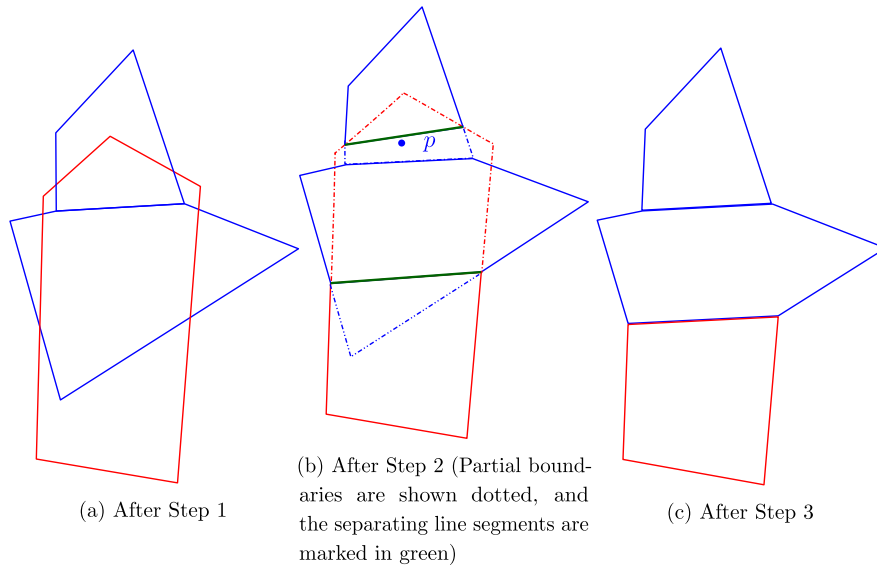 p
(a) After Step 1
(b) After Step 2 (Partial bound-
aries are shown dotted, and
the separating line segments are
marked in green)
(c) After Step 3